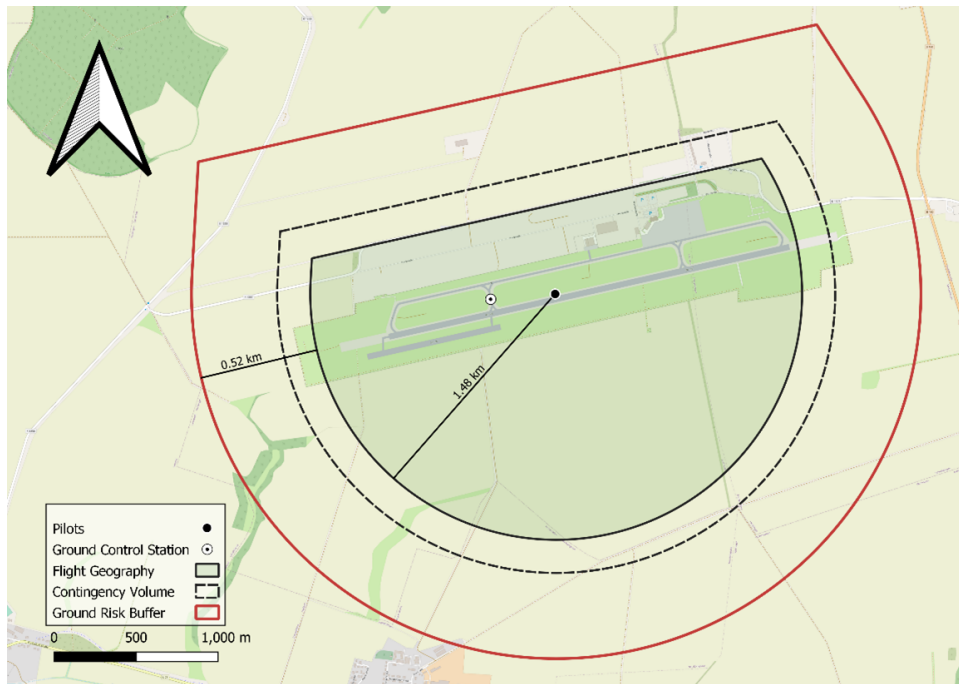 0.52 km
1.48 km
Pilots
Ground Control Station
Flight Geography
Contingency Volume
Ground Risk Buffer
0 500 1,000 m